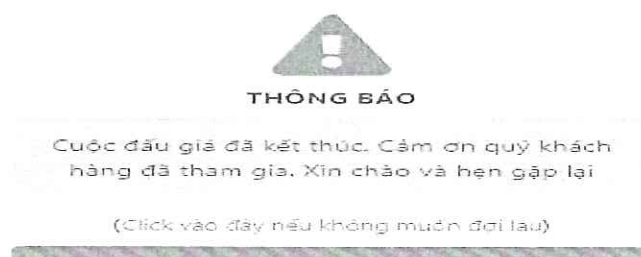 THÔNG BÁO
Cuộc đấu giá đã kết thúc. Cảm ơn quý khách
hàng đã tham gia. Xin chào và hẹn gặp lại
(Click vào đây nếu không muốn đợi lâu)